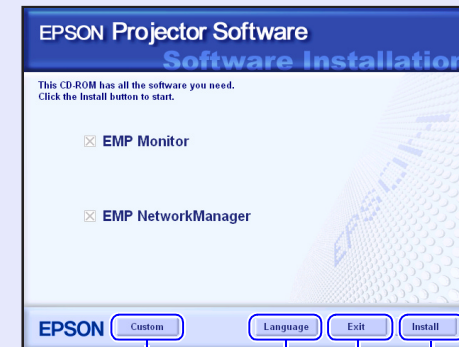 EPSON Projector Software
Software Installation
This CD-ROM has all the software you need.
Click the Install button to start.
EMP Monitor
EMP NetworkManager
EPSON
EPSON Custom Language Exit Install